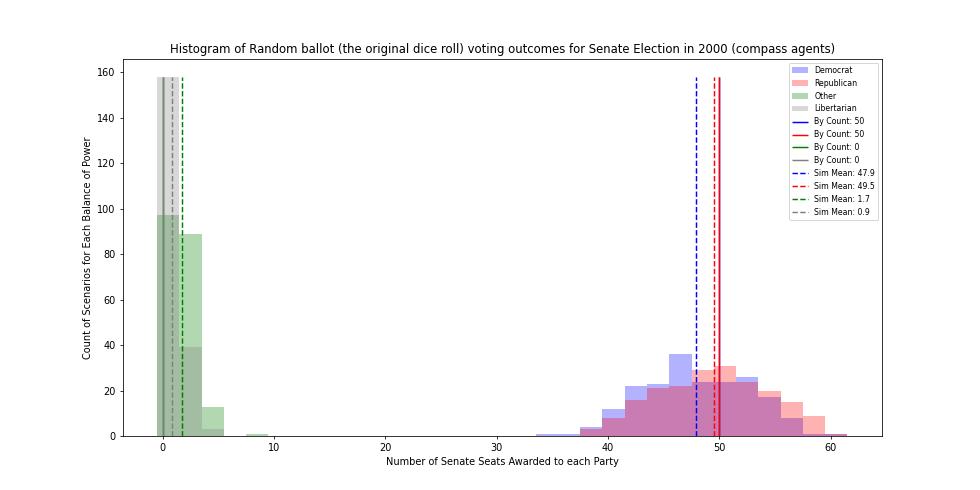 Histogram of Random ballot (the original dice roll) voting outcomes for Senate Election in 2000 (compass agents)
Democrat
Republican
Other
Libertarian
By Count: 50
By Count: 50
By Count: 0
By Count: 0
Sim Mean: 47.9
Sim Mean: 49.5
Sim Mean: 1.7
Sim Mean: 0.9
Count of Scenarios for Each Balance of Power
160
140
120
100
80
60
40
20
0
0 10 20 30 40 50 60
Number of Senate Seats Awarded to each Party